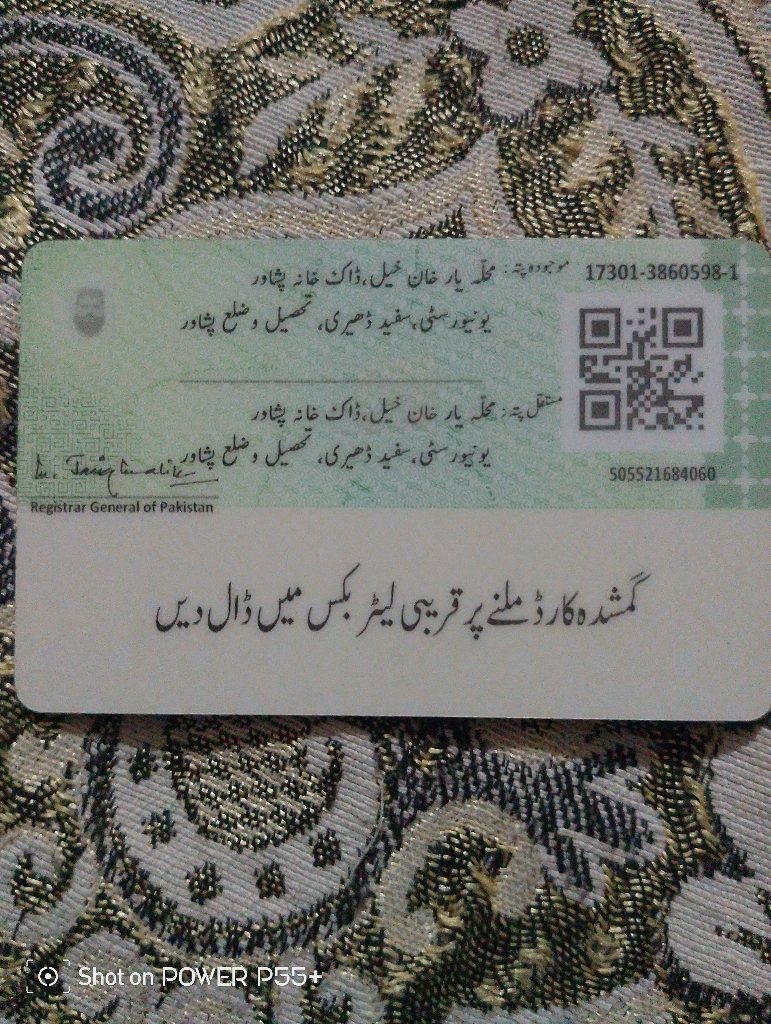 موجودہ پتہ: محلّہ یار خان خیل، ڈاک خانہ پشاور
یونیورسٹی، سفید ڈھیری، تحصیل و ضلع پشاور
17301-3860598-1
مستقل پتہ: محلّہ یار خان خیل، ڈاک خانہ پشاور
یونیورسٹی، سفید ڈھیری، تحصیل و ضلع پشاور
505521684060
Registrar General of Pakistan
گمشدہ کارڈ ملنے پر قریبی لیٹر بکس میں ڈال دیں
Shot on POWER P55+